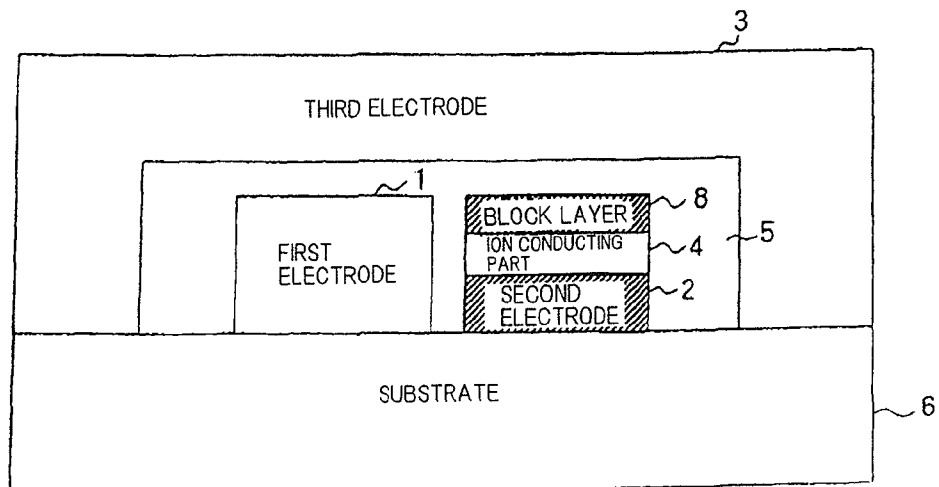 3
THIRD ELECTRODE
1
8
BLOCK LAYER
5
ION CONDUCTING
PART
4
FIRST
ELECTRODE
2
SECOND
ELECTRODE
SUBSTRATE
6